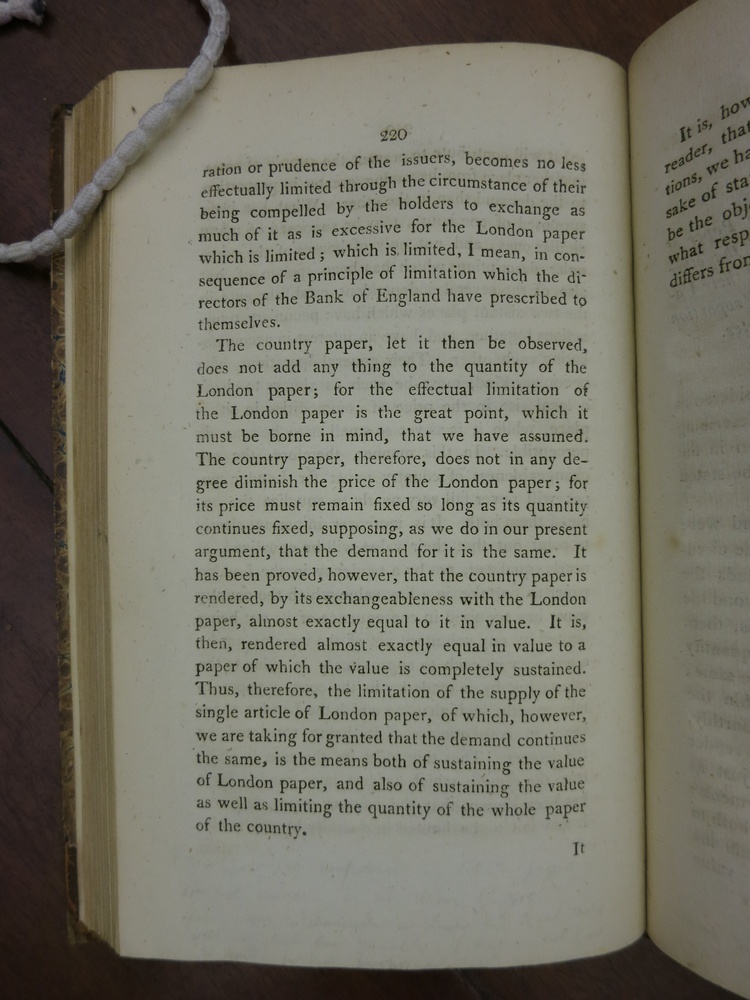 220
ration or prudence of the issuers, becomes no less
effectually limited through the circumstance of their
being compelled by the holders to exchange as
much of it as is excessive for the London paper
which is limited; which is limited, I mean, in con-
sequence of a principle of limitation which the di-
rectors of the Bank of England have prescribed to
themselves.
The country paper, let it then be observed,
does not add any thing to the quantity of the
London paper; for the effectual limitation of
the London paper is the great point, which it
must be borne in mind, that we have assumed.
The country paper, therefore, does not in any de-
gree diminish the price of the London paper; for
its price must remain fixed so long as its quantity
continues fixed, supposing, as we do in our present
argument, that the demand for it is the same. It
has been proved, however, that the country paper is
rendered, by its exchangeableness with the London
paper, almost exactly equal to it in value. It is,
then, rendered almost exactly equal in value to a
paper of which the value is completely sustained.
Thus, therefore, the limitation of the supply of the
single article of London paper, of which, however,
we are taking for granted that the demand continues
the same, is the means both of sustaining the value
of London paper, and also of sustaining the value
as well as limiting the quantity of the whole paper
of the country.
It
It is, how
reader, that
tions, we ha
sake of sta
be the obj
what resp
differs from